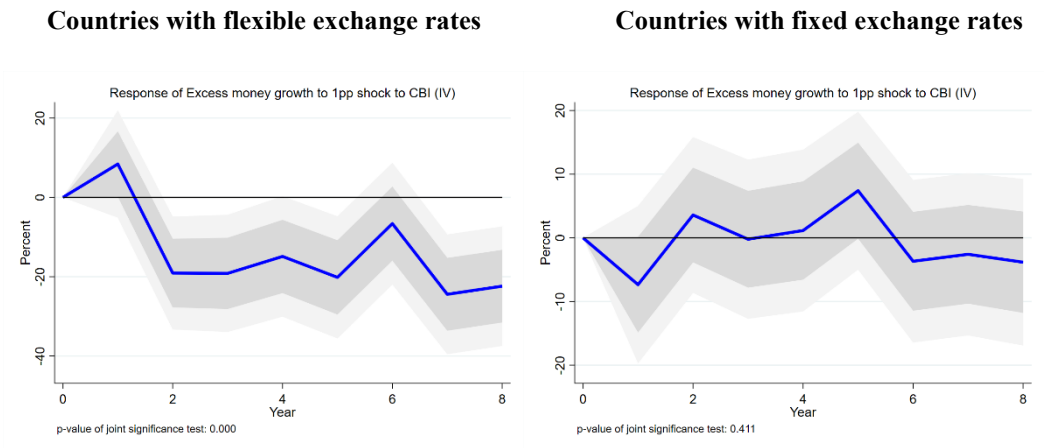 Countries with flexible exchange rates
Response of Excess money growth to 1pp shock to CBI (IV)
20
0
-20
-40
Percent
0 2 4 6 8
Year
p-value of joint significance test: 0.000
Countries with fixed exchange rates
Response of Excess money growth to 1pp shock to CBI (IV)
20
10
0
-10
-20
Percent
0 2 4 6 8
Year
p-value of joint significance test: 0.411